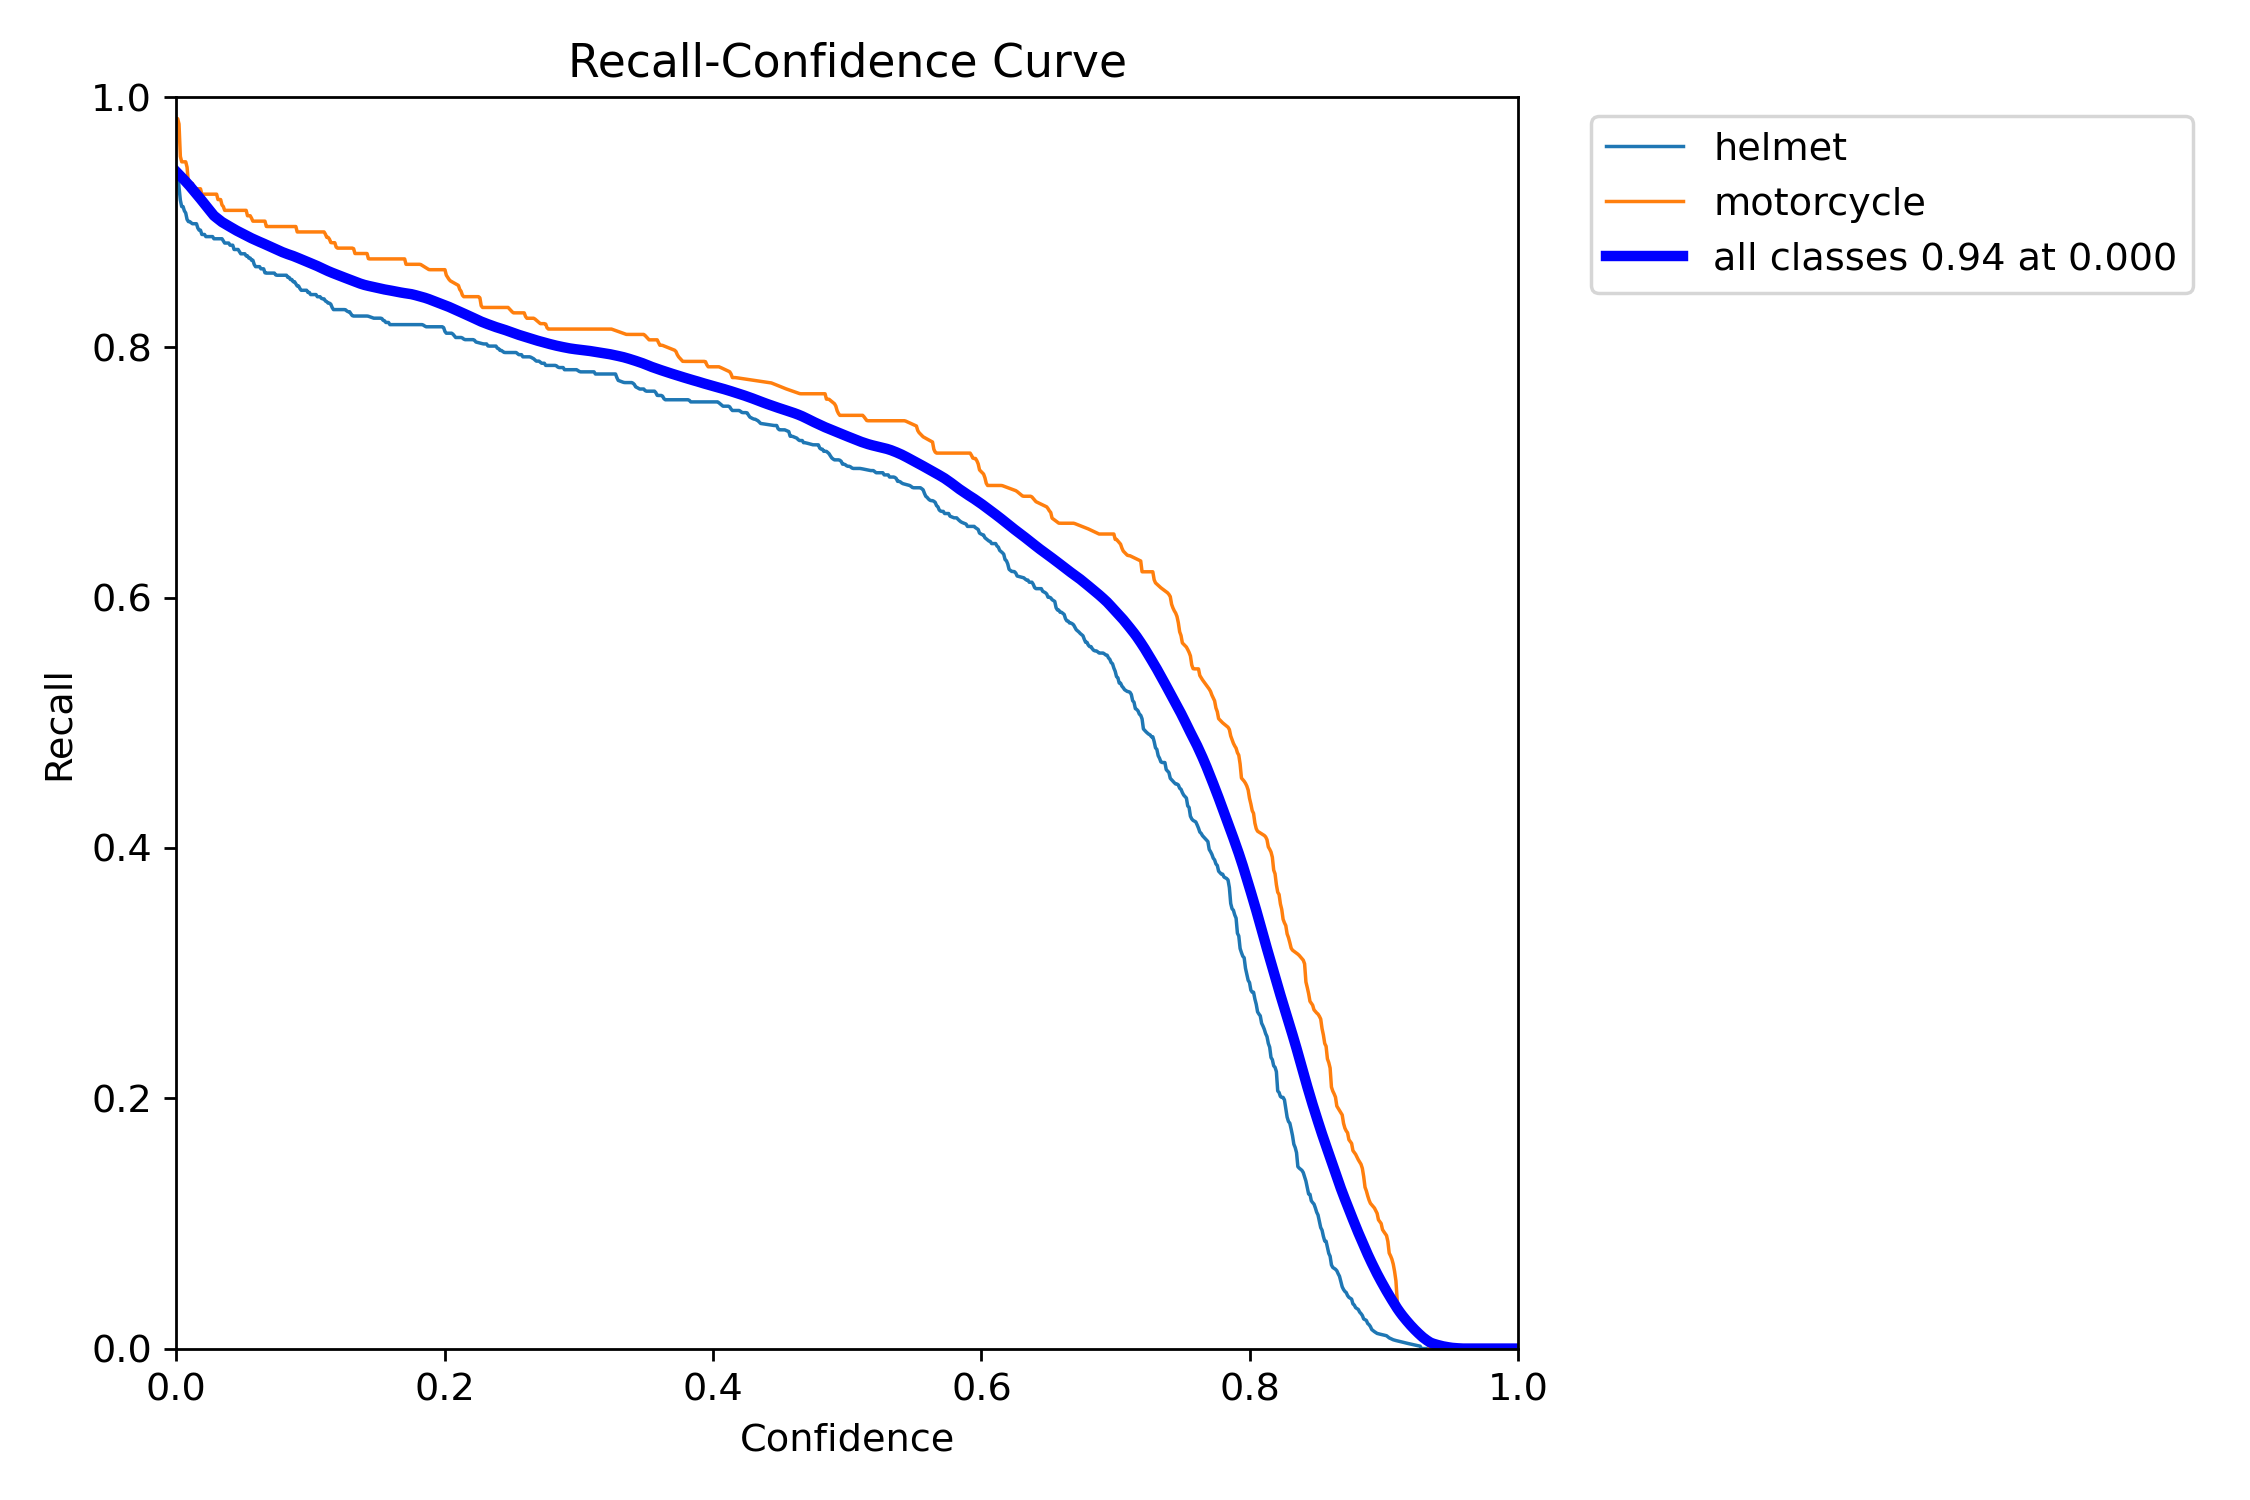 Recall-Confidence Curve
1.0
0.8
0.6
0.4
0.2
0.0
Recall
0.0 0.2 0.4 0.6 0.8 1.0
Confidence
helmet
motorcycle
all classes 0.94 at 0.000